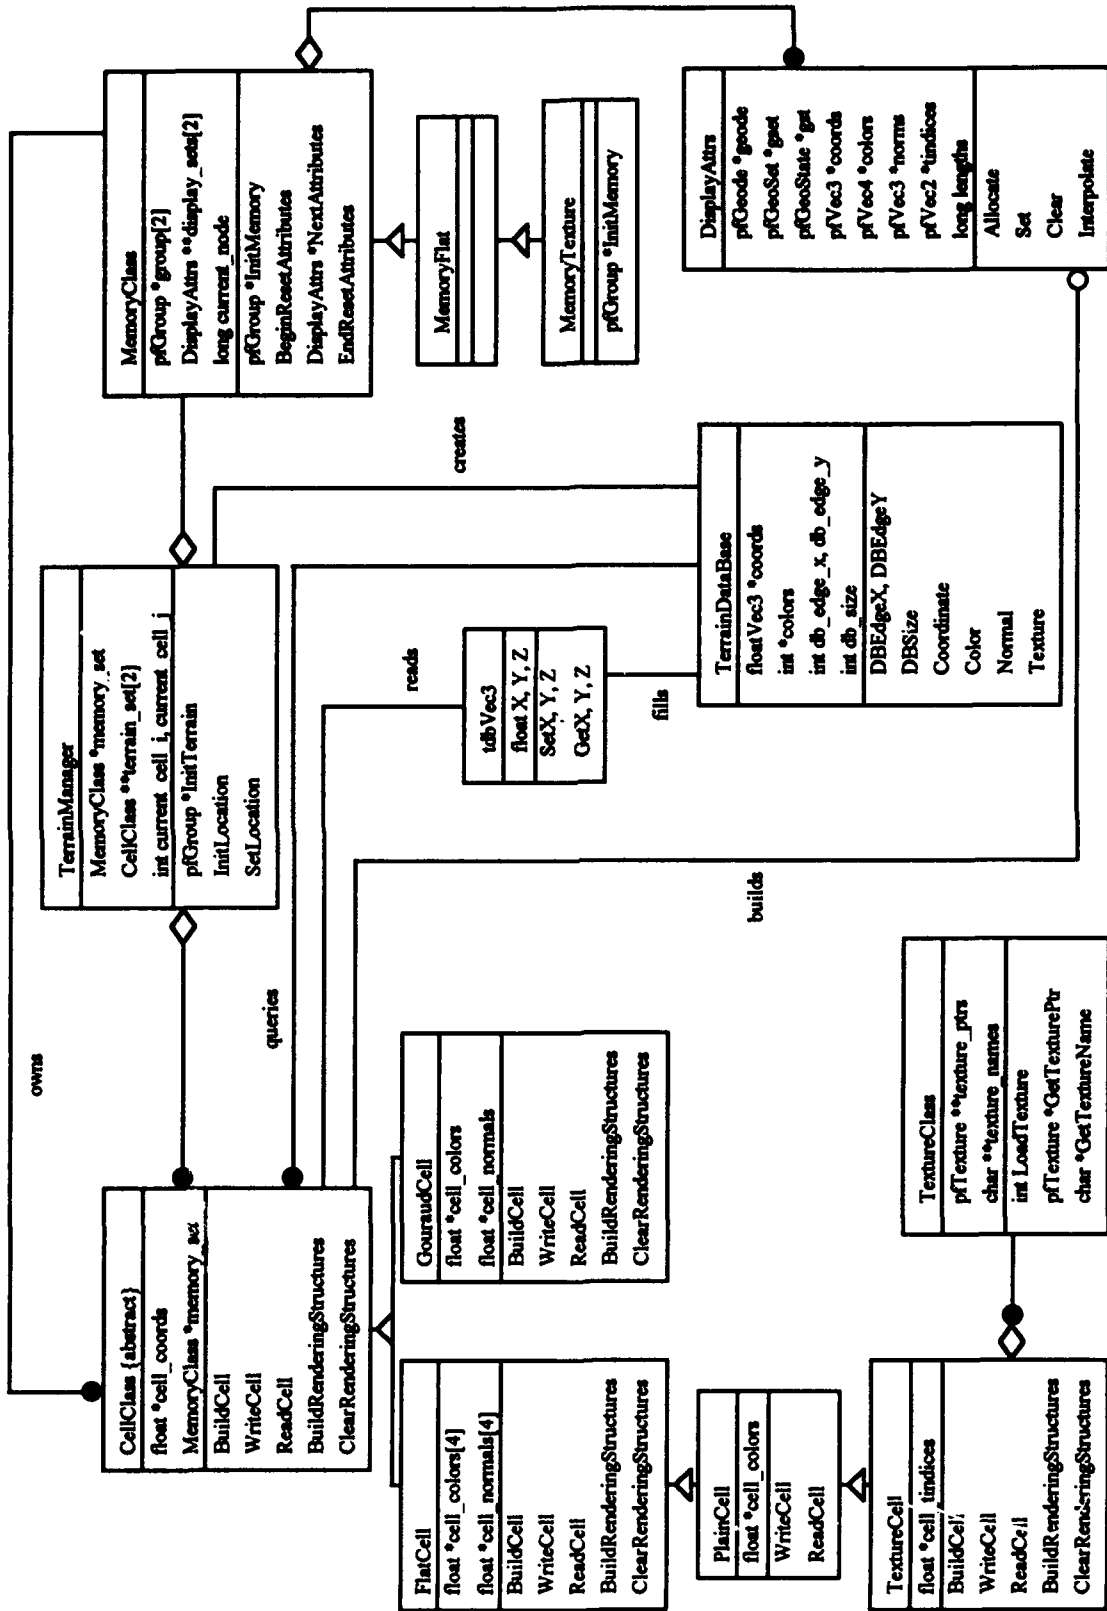 owns
CellClass {abstract}
float *cell_coords
MemoryClass *memory_set
BuildCell
WriteCell
ReadCell
BuildRenderingStructures
ClearRenderingStructures
TerrainManager
MemoryClass *memory_set
CellClass **terrain_set[2]
int current_cell_i, current_cell_j
pfGroup *InitTerrain
InitLocation
SetLocation
MemoryClass
pfGroup *group[2]
DisplayAttrs **display_sets[2]
long current_node
pfGroup *InitMemory
BeginResetAttributes
DisplayAttrs *NextAttributes
EndResetAttributes
queries
reads
creates
builds
fills
MemoryFlat
MemoryTexture
pfGroup *InitMemory
FlatCell
float *cell_colors[4]
float *cell_normals[4]
BuildCell
WriteCell
ReadCell
BuildRenderingStructures
ClearRenderingStructures
GouraudCell
float *cell_colors
float *cell_normals
BuildCell
WriteCell
ReadCell
BuildRenderingStructures
ClearRenderingStructures
tdbVec3
float X, Y, Z
SetX, Y, Z
GetX, Y, Z
PlainCell
float *cell_colors
WriteCell
ReadCell
TerrainDataBase
floatVec3 *coords
int *colors
int db_edge_x, db_edge_y
int db_size
DBEdgeX, DBEdgeY
DBSize
Coordinate
Color
Normal
Texture
DisplayAttrs
pfGeode *geode
pfGeoSet *gset
pfGeoState *gst
pfVec3 *coords
pfVec4 *colors
pfVec3 *norms
pfVec2 *tindices
long lengths
Allocate
Set
Clear
Interpolate
TextureCell
float *cell_tindices
BuildCell
WriteCell
ReadCell
BuildRenderingStructures
ClearRenderingStructures
TextureClass
pfTexture **texture_ptrs
char **texture_names
int LoadTexture
pfTexture *GetTexturePtr
char *GetTextureName